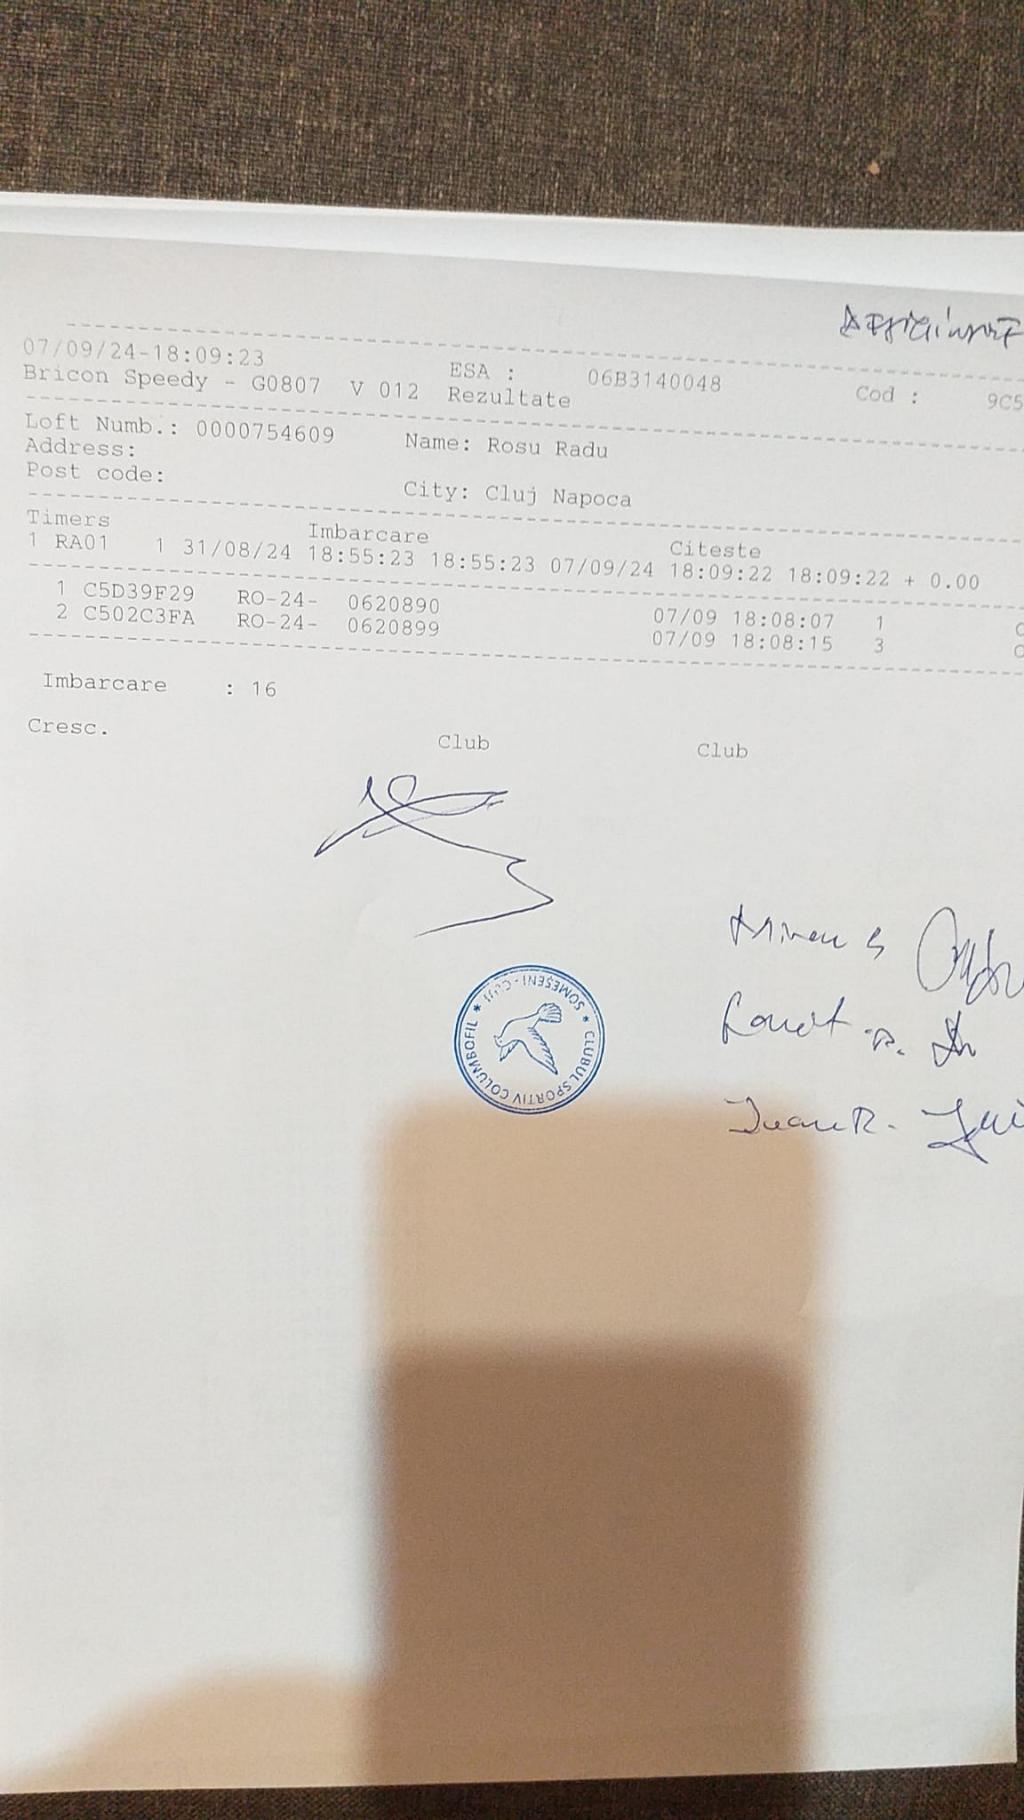 07/09/24-18:09:23 ESA : 06B3140048 Cod : 9C5
Bricon Speedy - G0807 V 012 Rezultate
Loft Numb.: 0000754609 Name: Rosu Radu
Address:
Post code: City: Cluj Napoca
Timers Imbarcare Citeste
1 RA01 1 31/08/24 18:55:23 18:55:23 07/09/24 18:09:22 18:09:22 + 0.00
1 C5D39F29 RO-24- 0620890 07/09 18:08:07 1
2 C502C3FA RO-24- 0620899 07/09 18:08:15 3
Imbarcare : 16
Cresc. Club Club
CLUBUL SPORTIV COLUMBOFIL * SOMEȘENI - CLUJ *